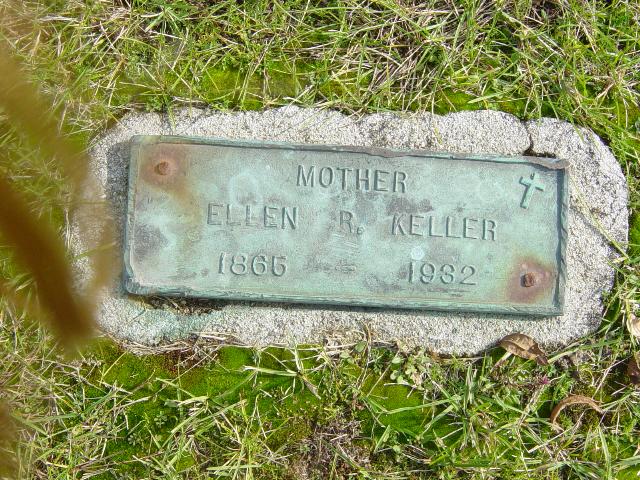 MOTHER
ELLEN R. KELLER
1865 – 1932